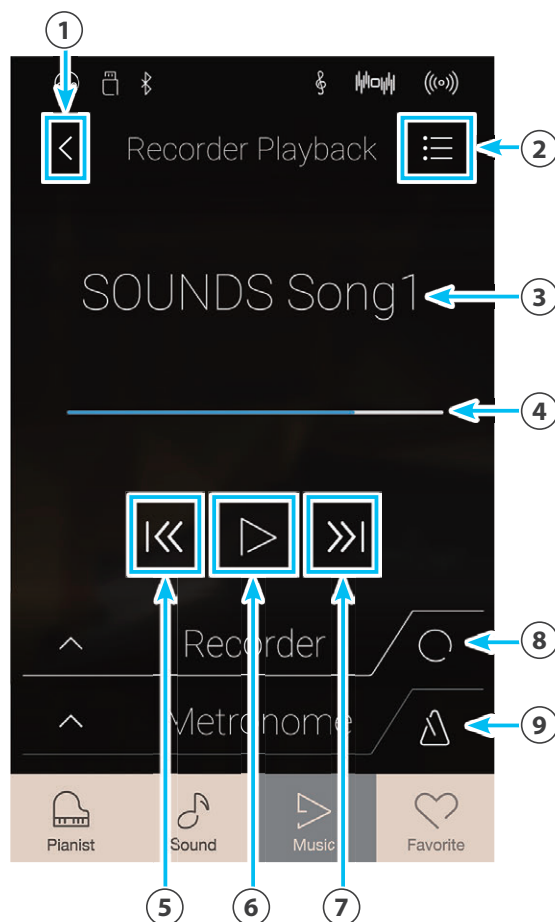 1
Recorder Playback
2
SOUNDS Song1
3
4
Recorder
8
Metronome
9
Pianist Sound Music Favorite
5 6 7